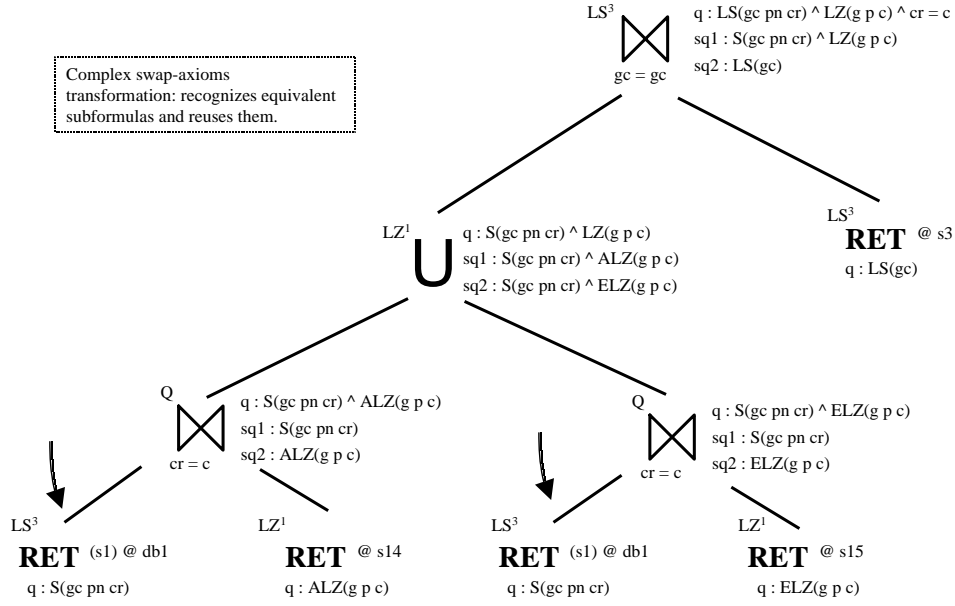 LS³
q : LS(gc pn cr) ^ LZ(g p c) ^ cr = c
sq1 : S(gc pn cr) ^ LZ(g p c)
sq2 : LS(gc)
gc = gc
Complex swap-axioms
transformation: recognizes equivalent
subformulas and reuses them.
LZ¹
q : S(gc pn cr) ^ LZ(g p c)
sq1 : S(gc pn cr) ^ ALZ(g p c)
sq2 : S(gc pn cr) ^ ELZ(g p c)
LS³
RET @ s3
q : LS(gc)
Q
q : S(gc pn cr) ^ ALZ(g p c)
sq1 : S(gc pn cr)
sq2 : ALZ(g p c)
cr = c
Q
q : S(gc pn cr) ^ ELZ(g p c)
sq1 : S(gc pn cr)
sq2 : ELZ(g p c)
cr = c
LS³
RET (s1) @ db1
q : S(gc pn cr)
LZ¹
RET @ s14
q : ALZ(g p c)
LS³
RET (s1) @ db1
q : S(gc pn cr)
LZ¹
RET @ s15
q : ELZ(g p c)